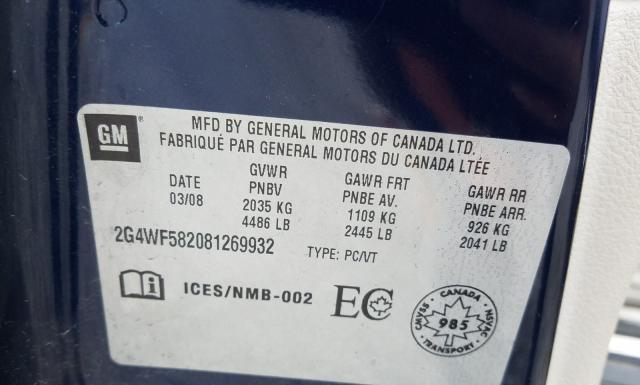 GM ®
MFD BY GENERAL MOTORS OF CANADA LTD.
FABRIQUÉ PAR GENERAL MOTORS DU CANADA LTÉE
DATE
03/08
GVWR
PNBV
2035 KG
4486 LB
GAWR FRT
PNBE AV.
1109 KG
2445 LB
GAWR RR
PNBE ARR.
926 KG
2041 LB
2G4WF582081269932 TYPE: PC/VT
ICES/NMB-002 EC
CANADA
CMVSS NSVAC
985
TRANSPORT